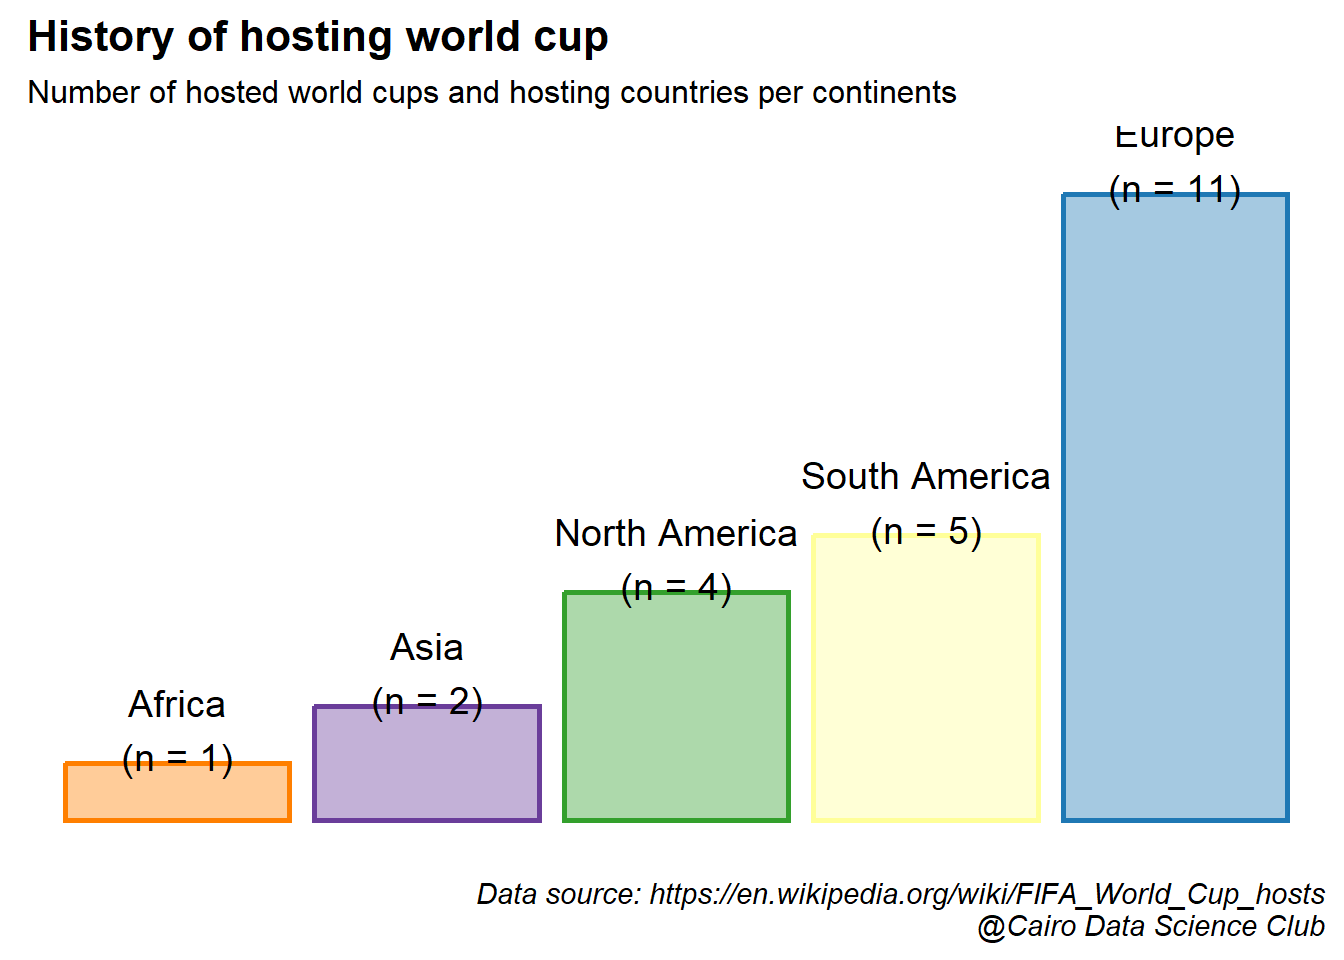 History of hosting world cup
Number of hosted world cups and hosting countries per continents
Europe
(n = 11)
South America
(n = 5)
North America
(n = 4)
Asia
(n = 2)
Africa
(n = 1)
Data source: https://en.wikipedia.org/wiki/FIFA_World_Cup_hosts
@Cairo Data Science Club